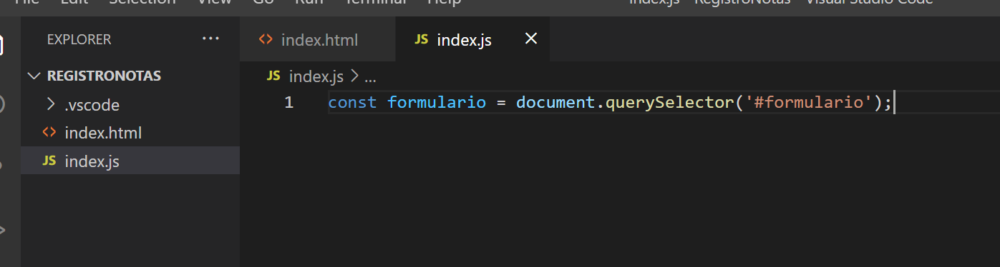 File Edit Selection View Go Run Terminal Help index.js - RegistroNotas - Visual Studio Code
EXPLORER ...
index.html
JS index.js
REGISTRONOTAS
JS index.js > ...
.vscode
1 const formulario = document.querySelector('#formulario');
index.html
JS index.js